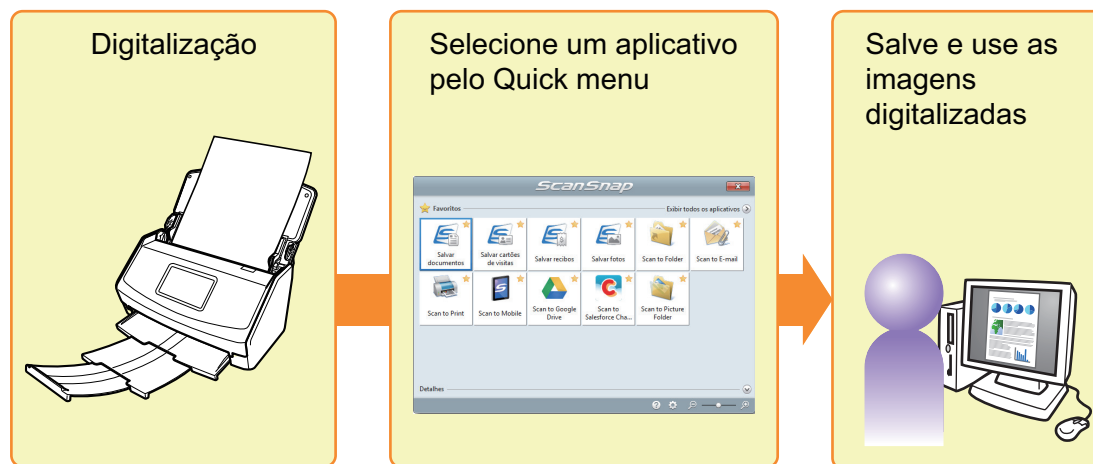 Digitalização
Selecione um aplicativo
pelo Quick menu
ScanSnap
Favoritos
Exibir todos os aplicativos
Salvar
documentos
Salvar cartões
de visitas
Salvar recibos
Salvar fotos
Scan to Folder
Scan to E-mail
Scan to Print
Scan to Mobile
Scan to Google
Drive
Scan to
Salesforce Cha...
Scan to Picture
Folder
Detalhes
Salve e use as
imagens
digitalizadas